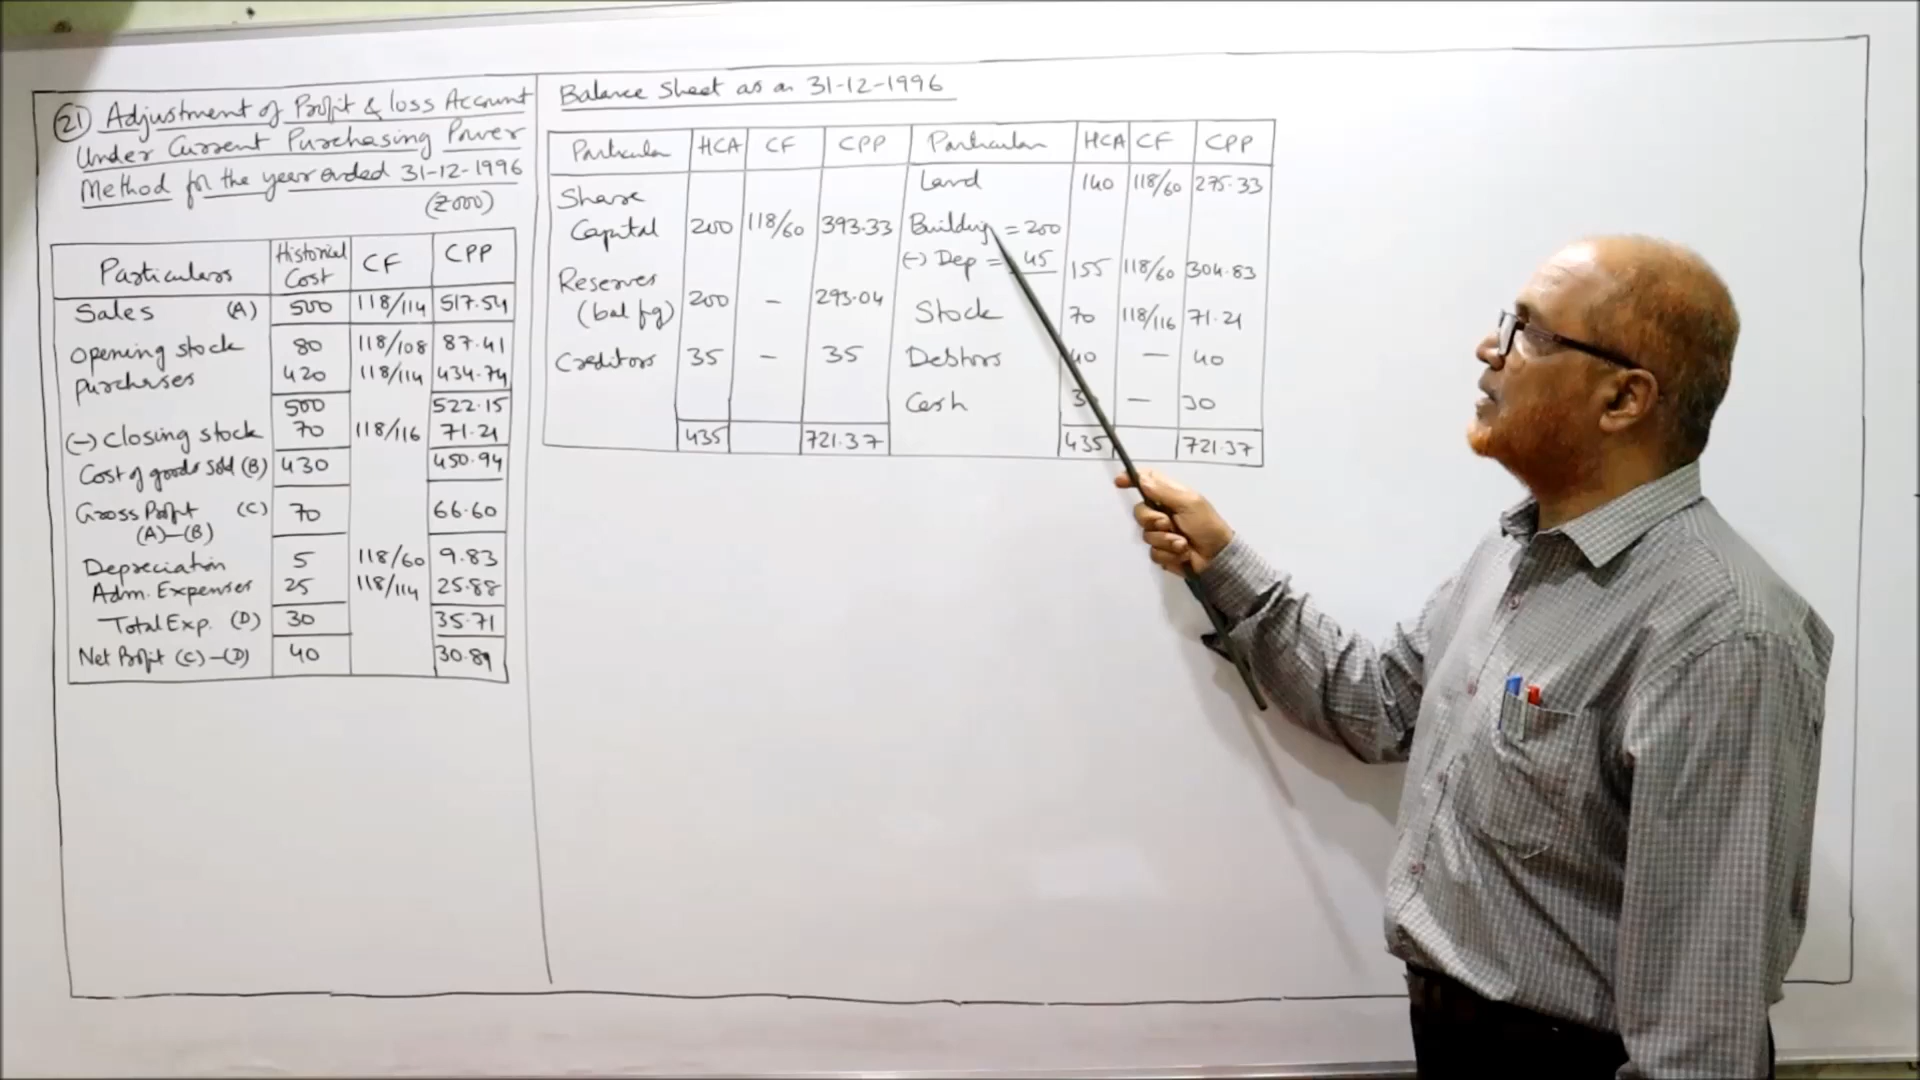 (21) Adjustment of Profit & loss Account
Under Current Purchasing Power
Method for the year ended 31-12-1996
(₹000)
Particulars Historical Cost CF CPP
Sales (A) 500 118/114 517.54
Opening stock 80 118/108 87.41
purchases 420 118/114 434.74
500 522.15
(-) Closing stock 70 118/116 71.21
Cost of goods sold (B) 430 450.94
Gross Profit (C) 70 66.60
(A)-(B)
Depreciation 5 118/60 9.83
Adm. Expenses 25 118/114 25.88
Total Exp. (D) 30 35.71
Net Profit (C)-(D) 40 30.89
Balance Sheet as on 31-12-1996
Particular HCA CF CPP Particular HCA CF CPP
Land 140 118/60 275.33
Share
Capital 200 118/60 393.33 Building = 200
(-) Dep = 45 155 118/60 304.83
Reserves
(bal fig) 200 – 293.04 Stock 70 118/116 71.21
Creditors 35 – 35 Debtors 40 – 40
Cash – 30
435 721.37 435 721.37